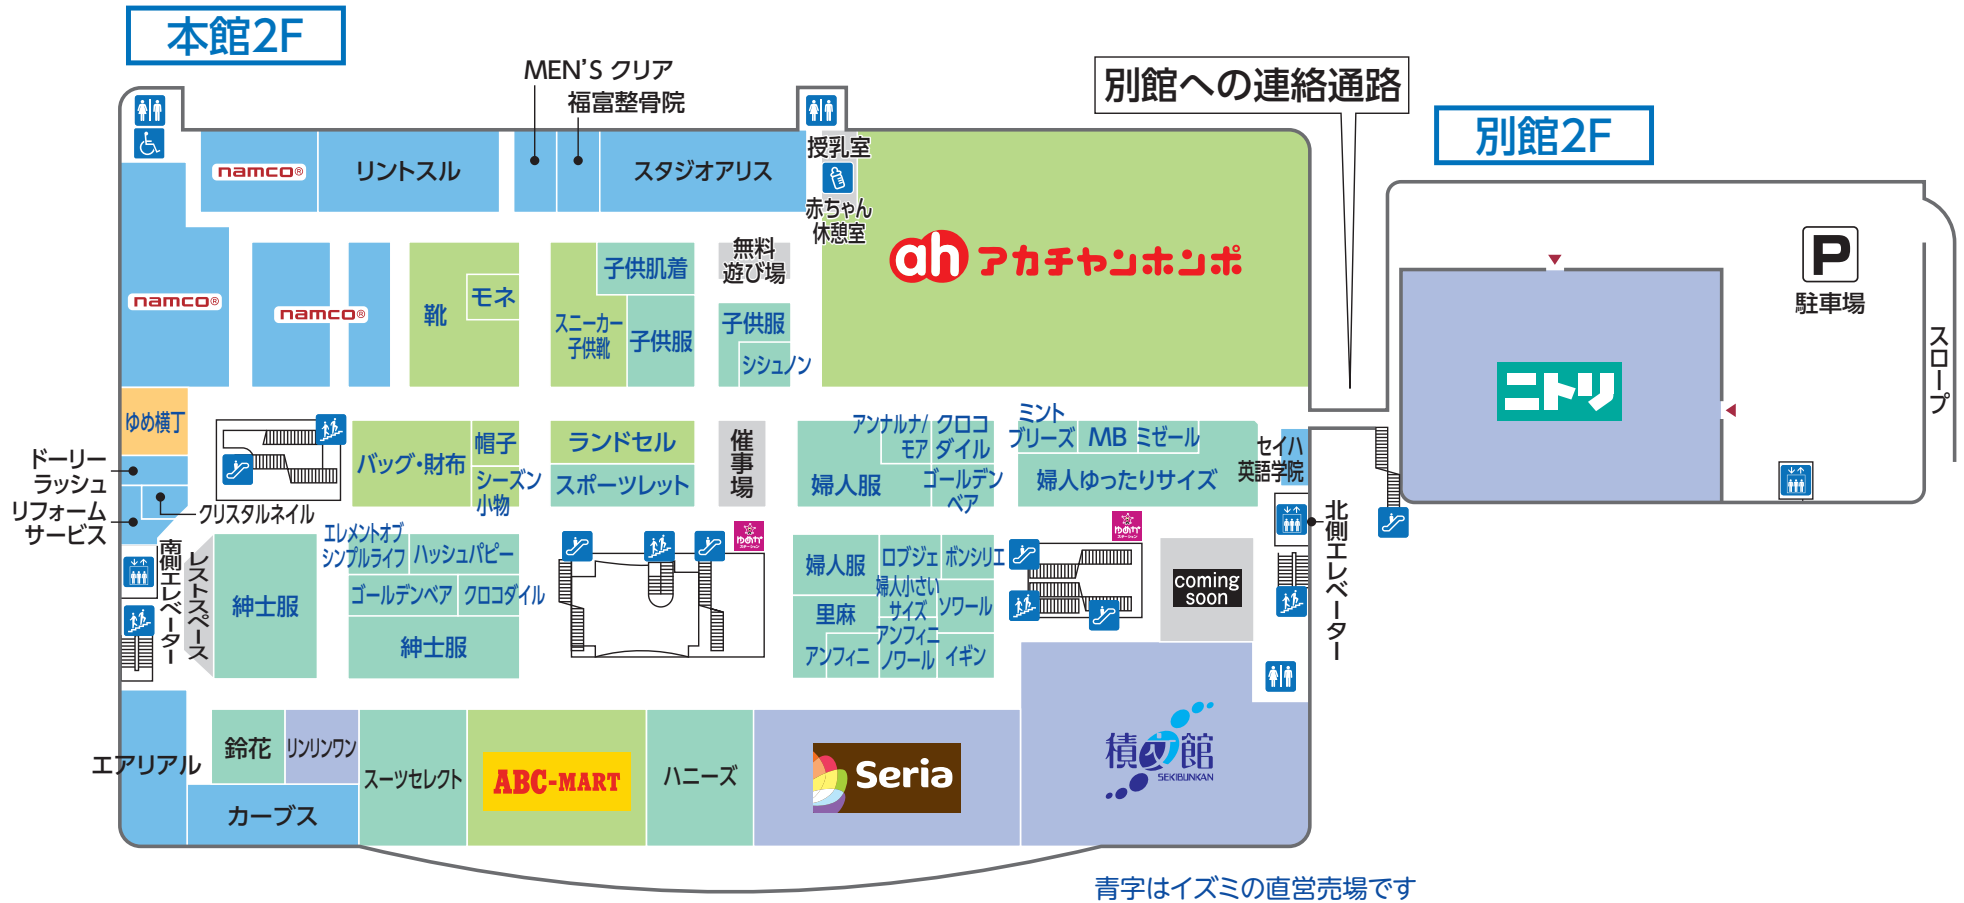 本館2F
MEN'S クリア
福富整骨院
別館への連絡通路
別館2F
namco®
リントスル
スタジオアリス
授乳室
赤ちゃん
休憩室
無料
遊び場
ah アカチャンホンポ
P
駐車場
スロープ
namco®
namco®
靴
モネ
子供肌着
スニーカー
子供靴
子供服
子供服
シシュノン
ニトリ
ゆめ横丁
ドーリー
ラッシュ
リフォーム
サービス
クリスタルネイル
バッグ・財布
帽子
シーズン
小物
ランドセル
スポーツレット
催事場
アンナルナ/
モア
クロコ
ダイル
婦人服
ゴールデン
ベア
ミント
ブリーズ
MB
ミゼール
婦人ゆったりサイズ
セイハ
英語学院
北側エレベーター
南側エレベーター
レストスペース
紳士服
エレメントオブ
シンプルライフ
ハッシュパピー
ゴールデンベア
クロコダイル
紳士服
ゆめか
ステーション
婦人服
ロブジェ
ボンシリエ
婦人小さい
サイズ
ソワール
里麻
アンフィニ
アンフィニ
ノワール
イギン
ゆめか
ステーション
coming
soon
エアリアル
鈴花
リンリンワン
カーブス
スーツセレクト
ABC-MART
ハニーズ
Seria
積文館
SEKIBUNKAN
青字はイズミの直営売場です